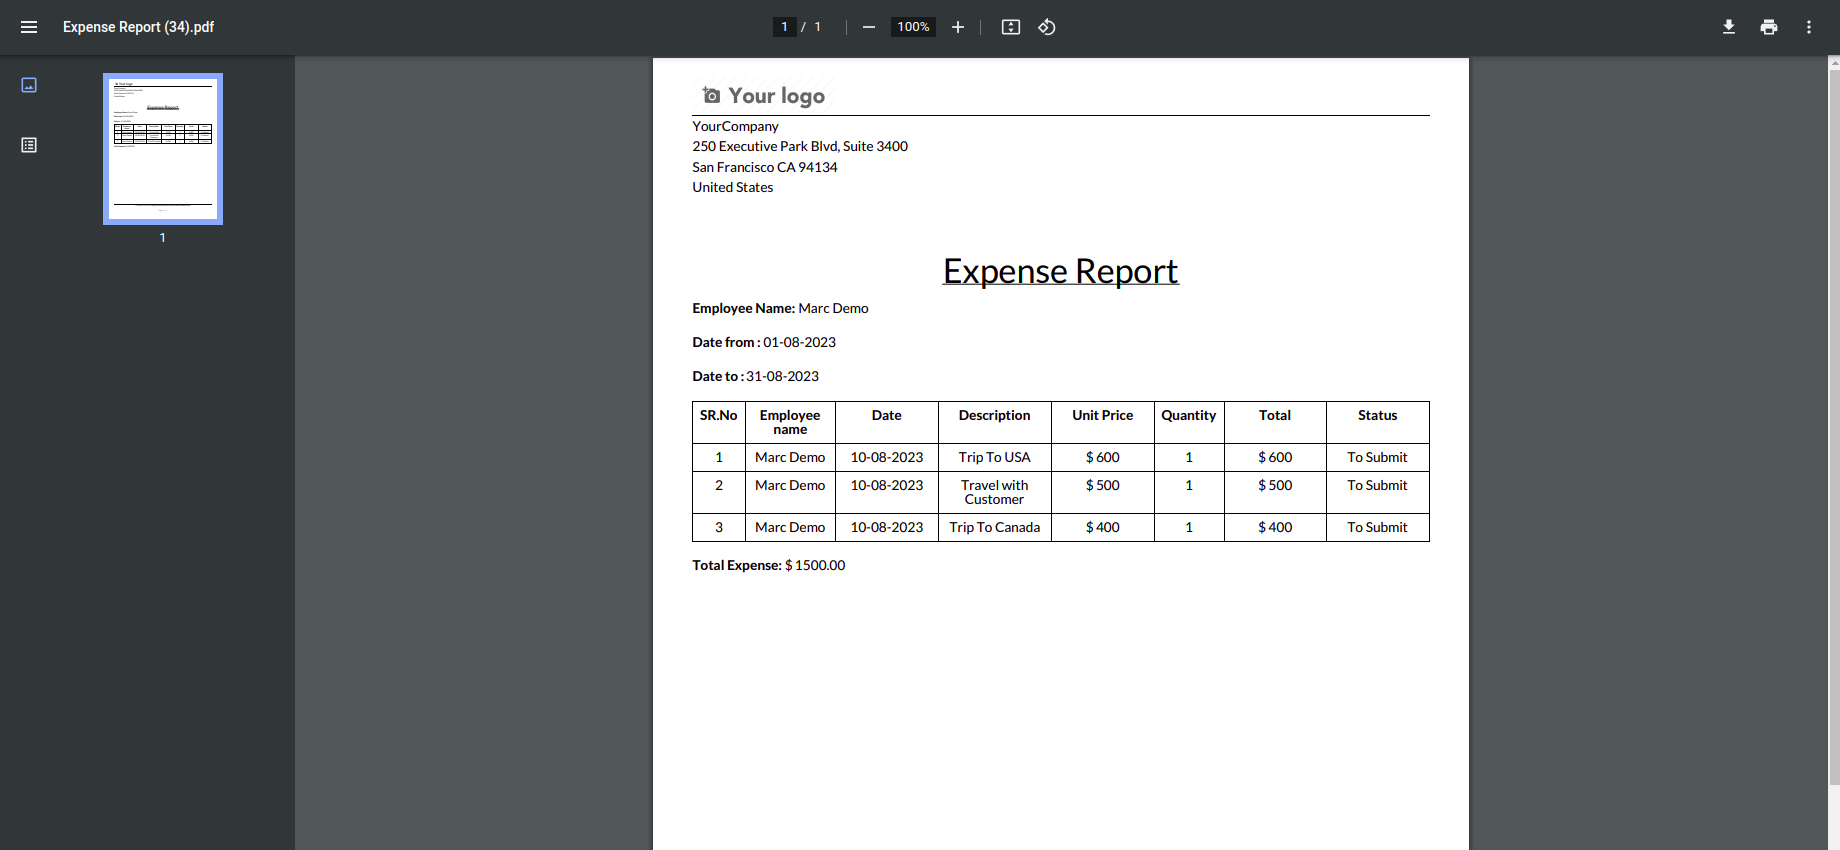 Expense Report (34).pdf
1 / 1
100%
1
Your logo
YourCompany
250 Executive Park Blvd, Suite 3400
San Francisco CA 94134
United States
Expense Report
Employee Name: Marc Demo
Date from : 01-08-2023
Date to : 31-08-2023
SR.No Employee name Date Description Unit Price Quantity Total Status
1 Marc Demo 10-08-2023 Trip To USA $ 600 1 $ 600 To Submit
2 Marc Demo 10-08-2023 Travel with Customer $ 500 1 $ 500 To Submit
3 Marc Demo 10-08-2023 Trip To Canada $ 400 1 $ 400 To Submit
Total Expense: $ 1500.00